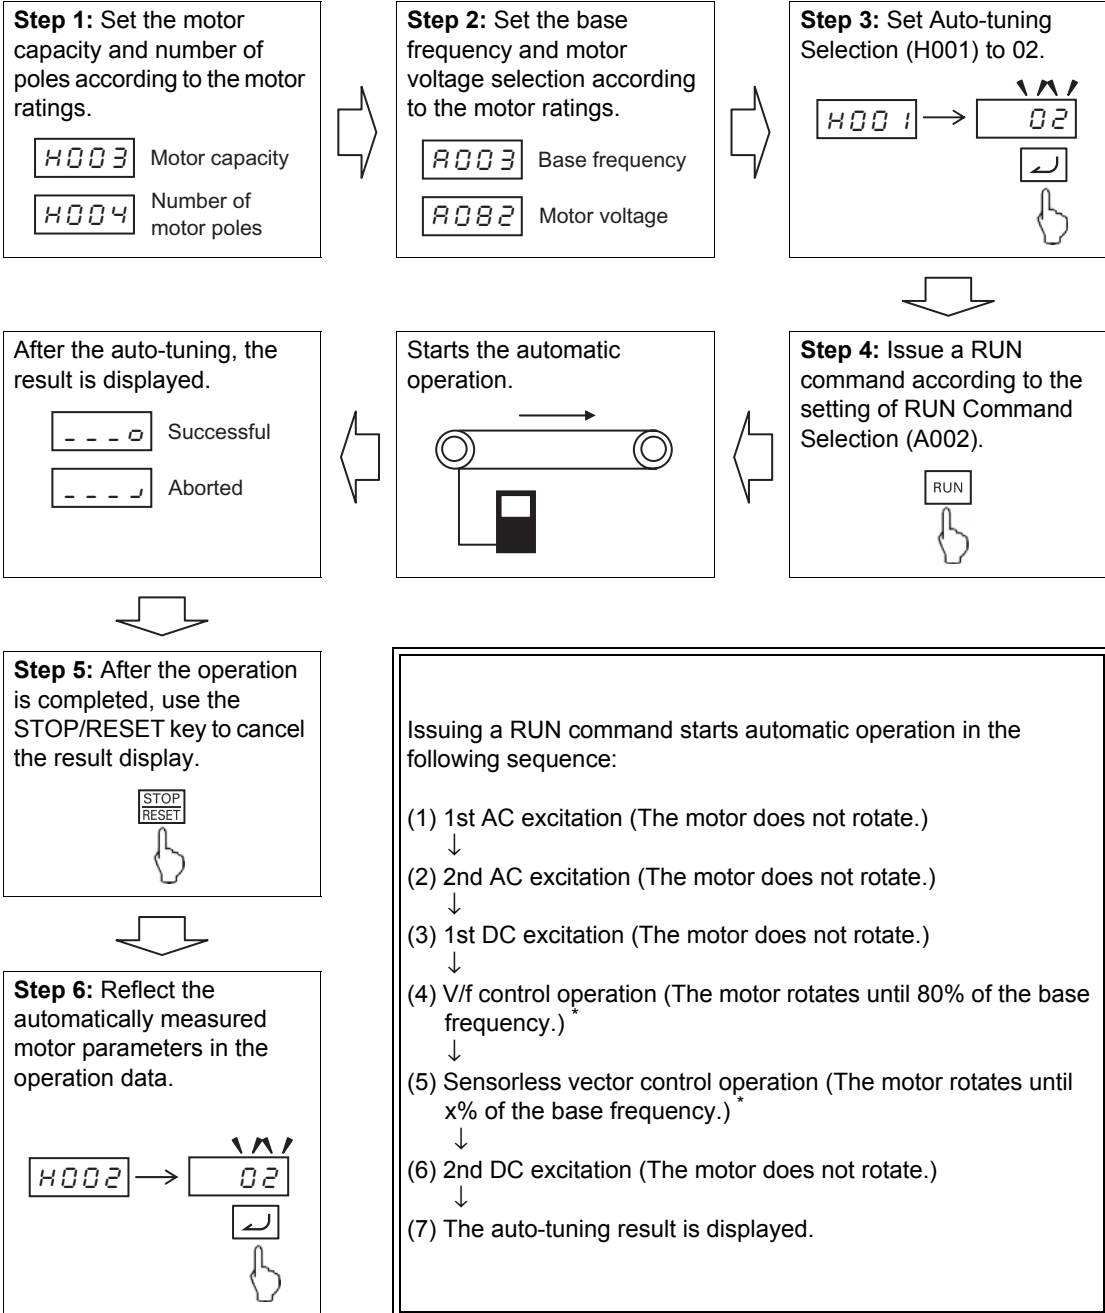 Step 1: Set the motor
capacity and number of
poles according to the motor
ratings.
H003 Motor capacity
H004 Number of
motor poles
Step 2: Set the base
frequency and motor
voltage selection according
to the motor ratings.
A003 Base frequency
A082 Motor voltage
Step 3: Set Auto-tuning
Selection (H001) to 02.
H001 02
Step 4: Issue a RUN
command according to the
setting of RUN Command
Selection (A002).
RUN
Starts the automatic
operation.
After the auto-tuning, the
result is displayed.
_ _ _ o Successful
_ _ _ ┘ Aborted
Step 5: After the operation
is completed, use the
STOP/RESET key to cancel
the result display.
STOP
RESET
Step 6: Reflect the
automatically measured
motor parameters in the
operation data.
H002 02
Issuing a RUN command starts automatic operation in the
following sequence:
(1) 1st AC excitation (The motor does not rotate.)
↓
(2) 2nd AC excitation (The motor does not rotate.)
↓
(3) 1st DC excitation (The motor does not rotate.)
↓
(4) V/f control operation (The motor rotates until 80% of the base
frequency.) *
↓
(5) Sensorless vector control operation (The motor rotates until
x% of the base frequency.) *
↓
(6) 2nd DC excitation (The motor does not rotate.)
↓
(7) The auto-tuning result is displayed.